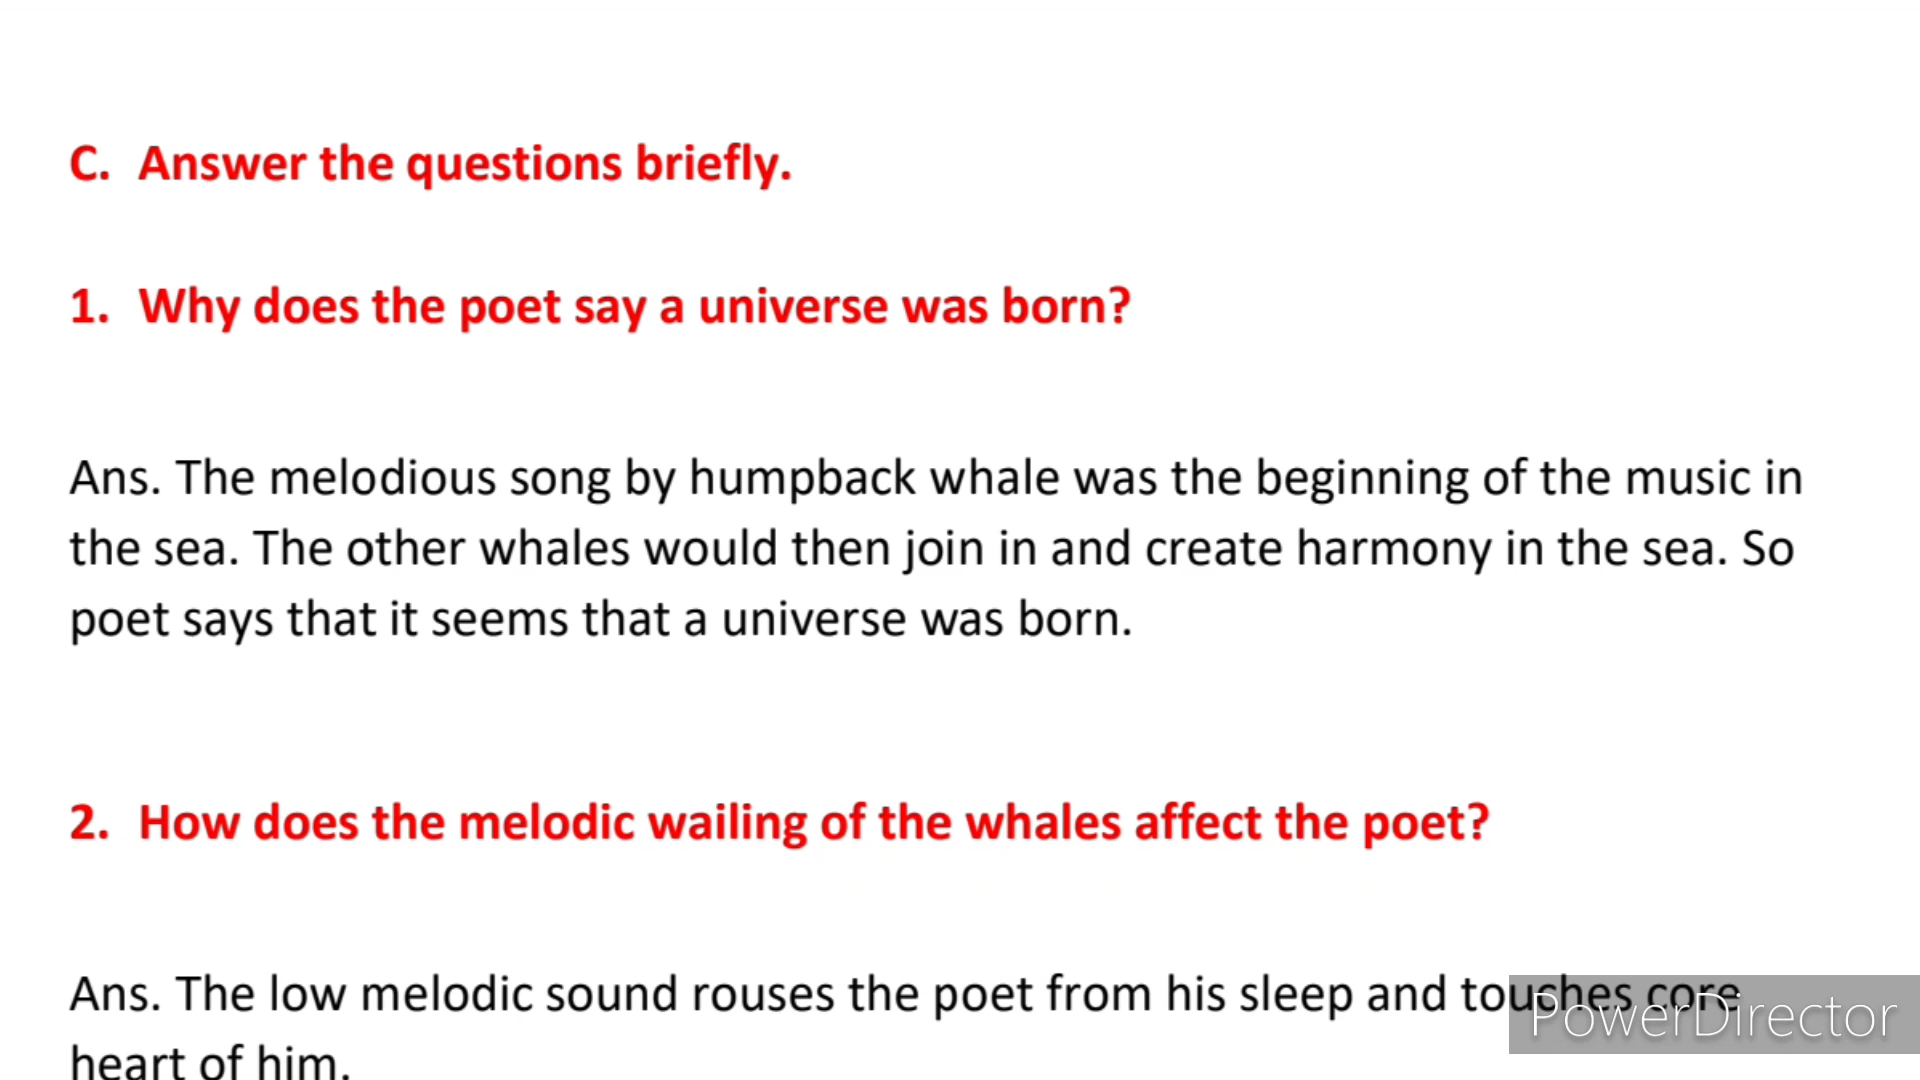 C. Answer the questions briefly.
1. Why does the poet say a universe was born?
Ans. The melodious song by humpback whale was the beginning of the music in
the sea. The other whales would then join in and create harmony in the sea. So
poet says that it seems that a universe was born.
2. How does the melodic wailing of the whales affect the poet?
Ans. The low melodic sound rouses the poet from his sleep and touches core
heart of him.
PowerDirector